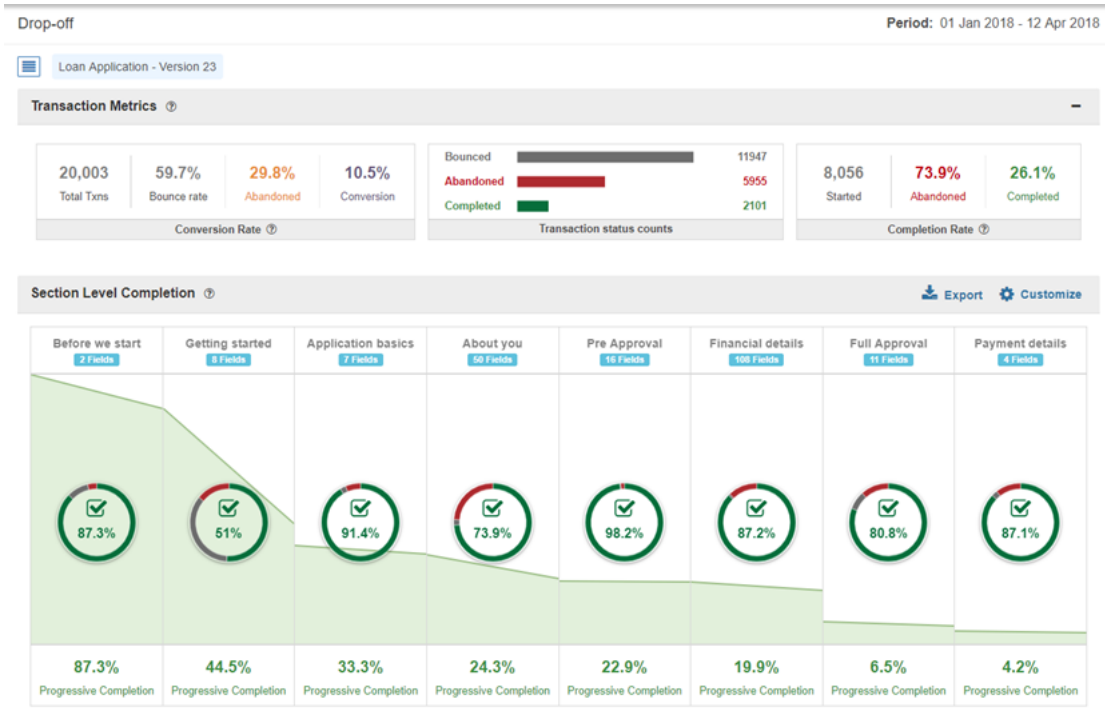 Drop-off
Period: 01 Jan 2018 - 12 Apr 2018
Loan Application - Version 23
Transaction Metrics ?
20,003 59.7% 29.8% 10.5%
Total Txns Bounce rate Abandoned Conversion
Conversion Rate ?
Bounced 11947
Abandoned 5955
Completed 2101
Transaction status counts
8,056 73.9% 26.1%
Started Abandoned Completed
Completion Rate ?
Section Level Completion ?
Export Customize
Before we start Getting started Application basics About you Pre Approval Financial details Full Approval Payment details
2 Fields 8 Fields 7 Fields 50 Fields 16 Fields 108 Fields 11 Fields 4 Fields
87.3% 51% 91.4% 73.9% 98.2% 87.2% 80.8% 87.1%
87.3% 44.5% 33.3% 24.3% 22.9% 19.9% 6.5% 4.2%
Progressive Completion Progressive Completion Progressive Completion Progressive Completion Progressive Completion Progressive Completion Progressive Completion Progressive Completion